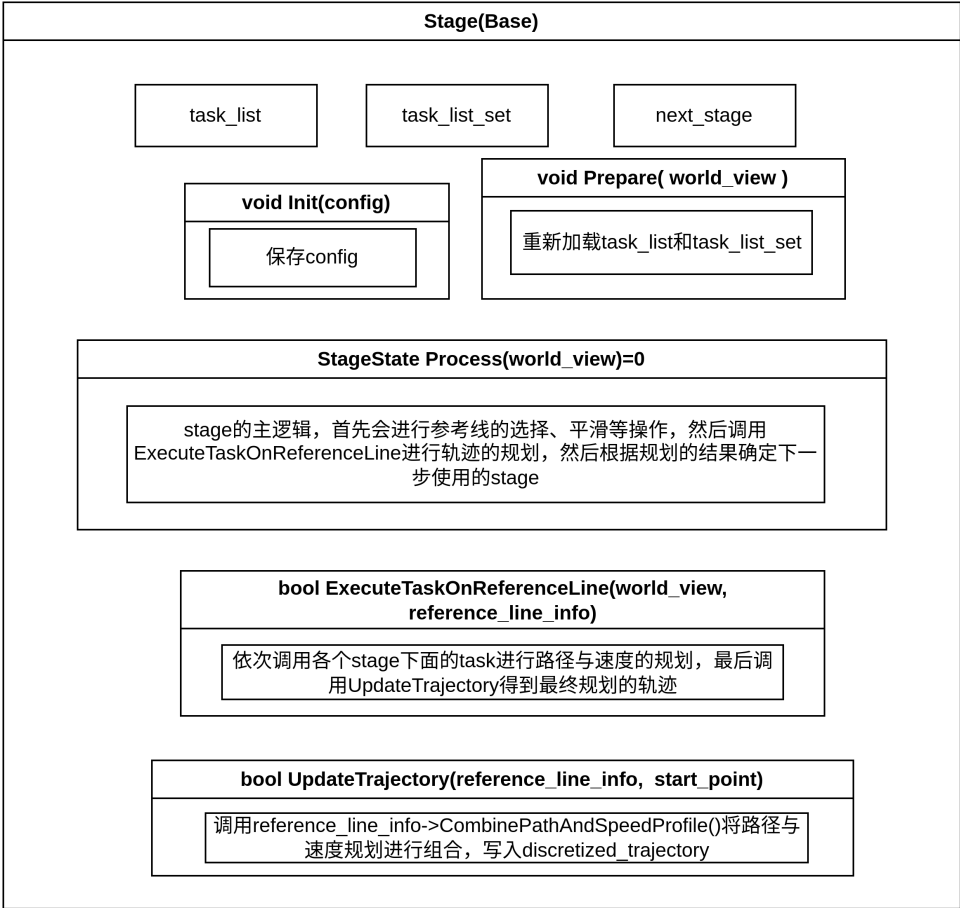 Stage(Base)
task_list
task_list_set
next_stage
void Init(config)
保存config
void Prepare( world_view )
重新加载task_list和task_list_set
StageState Process(world_view)=0
stage的主逻辑，首先会进行参考线的选择、平滑等操作，然后调用
ExecuteTaskOnReferenceLine进行轨迹的规划，然后根据规划的结果确定下一
步使用的stage
bool ExecuteTaskOnReferenceLine(world_view,
reference_line_info)
依次调用各个stage下面的task进行路径与速度的规划，最后调
用UpdateTrajectory得到最终规划的轨迹
bool UpdateTrajectory(reference_line_info,  start_point)
调用reference_line_info->CombinePathAndSpeedProfile()将路径与
速度规划进行组合，写入discretized_trajectory